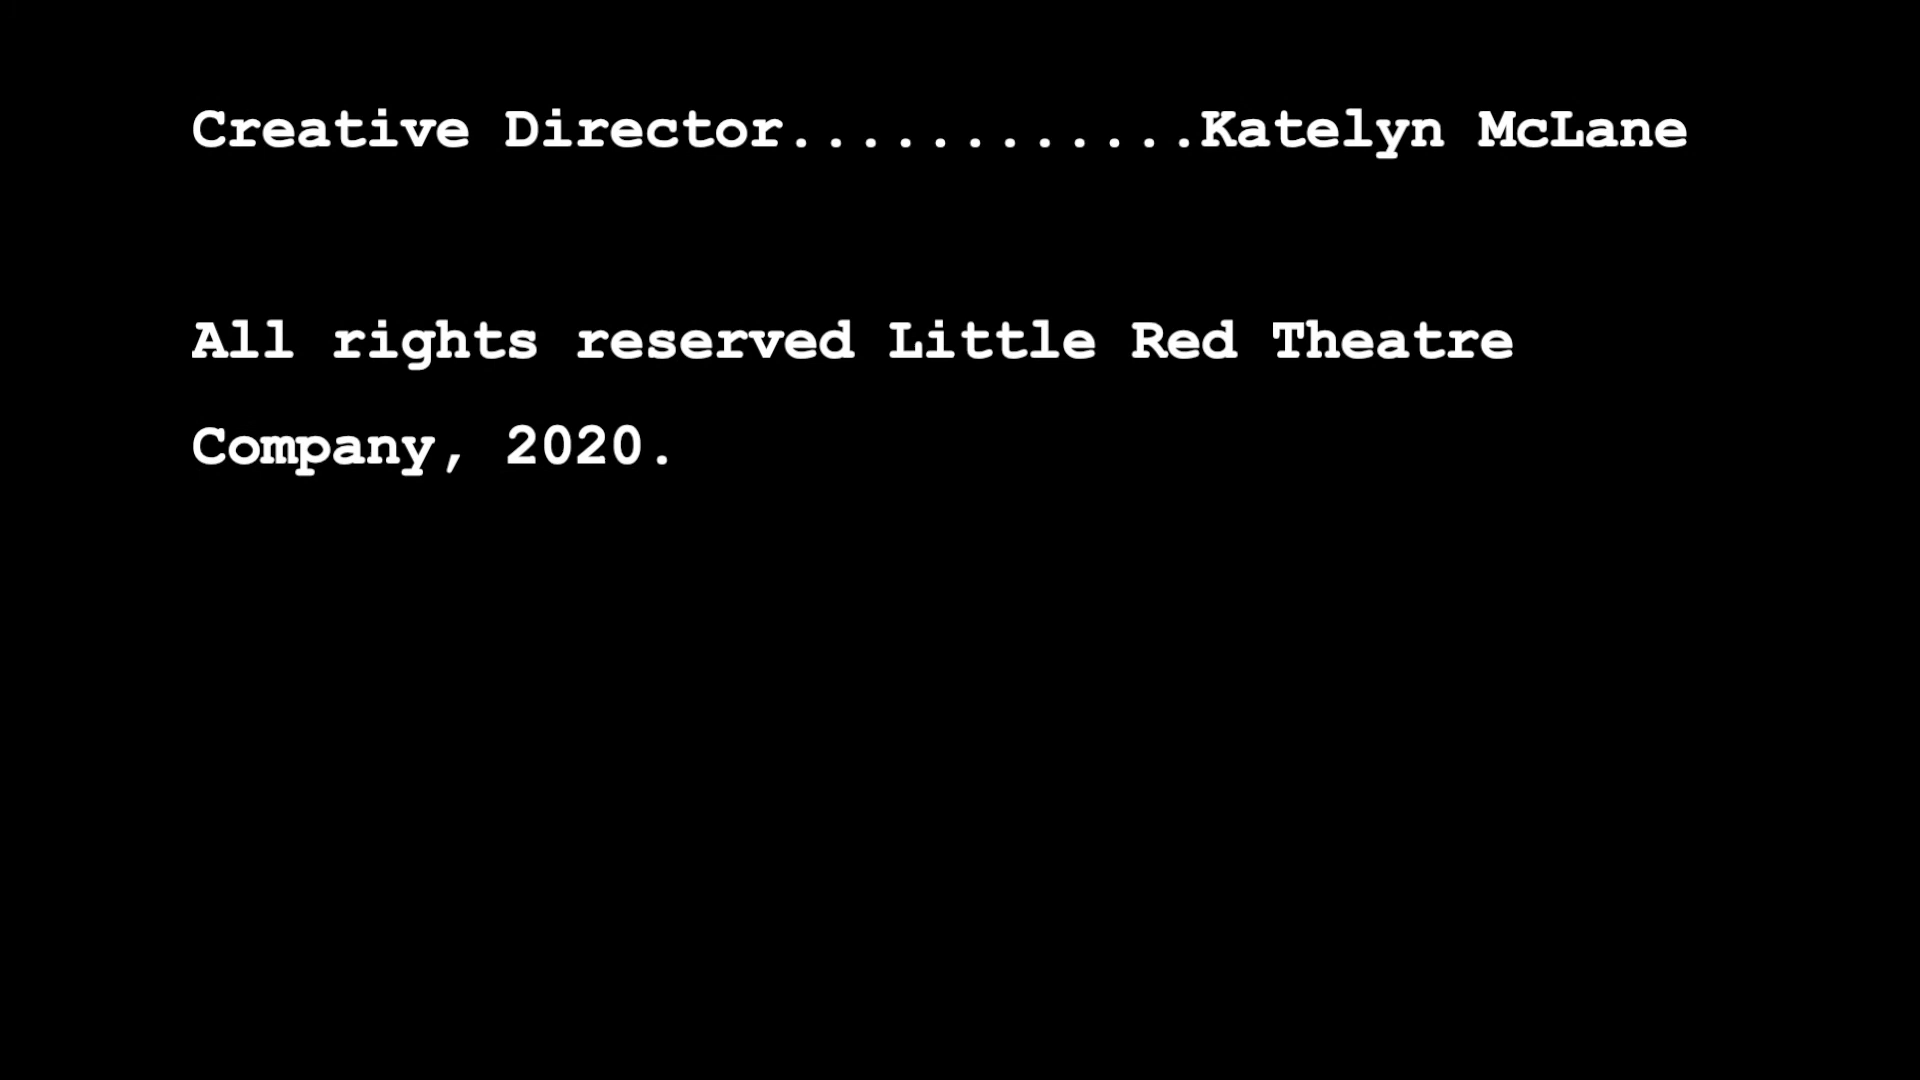 Creative Director............Katelyn McLane
All rights reserved Little Red Theatre
Company, 2020.